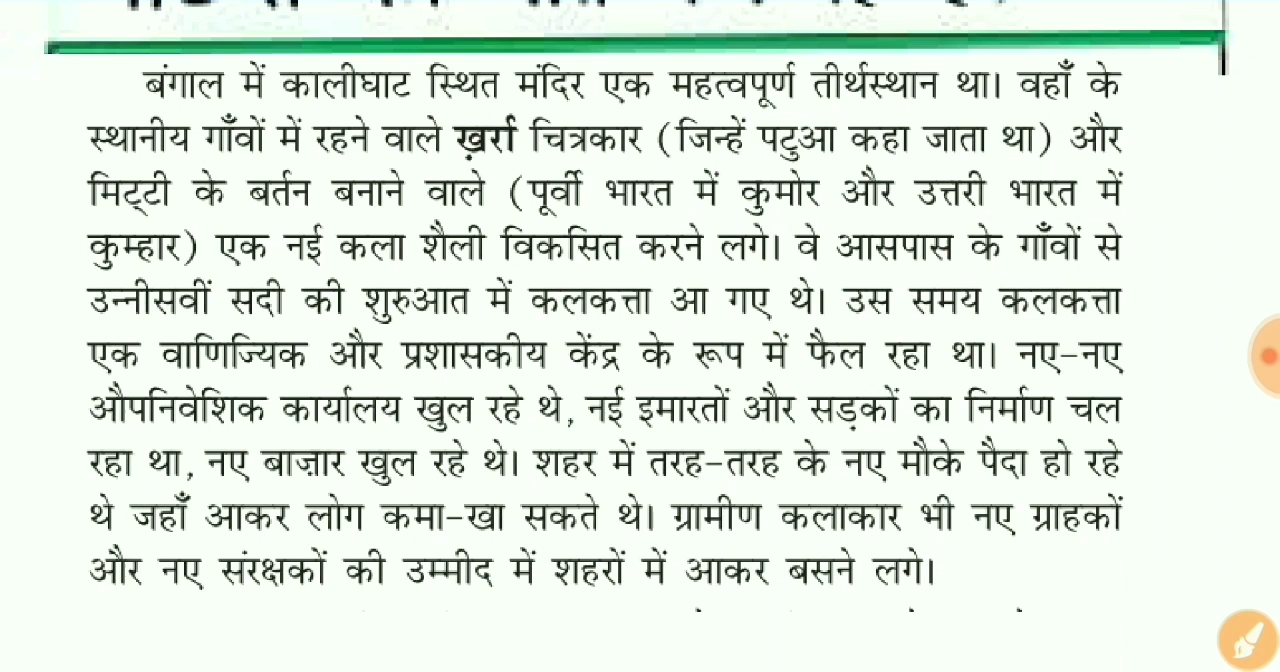 बंगाल में कालीघाट स्थित मंदिर एक महत्वपूर्ण तीर्थस्थान था। वहाँ के
स्थानीय गाँवों में रहने वाले ख़र्रा चित्रकार (जिन्हें पटुआ कहा जाता था) और
मिट्टी के बर्तन बनाने वाले (पूर्वी भारत में कुमोर और उत्तरी भारत में
कुम्हार) एक नई कला शैली विकसित करने लगे। वे आसपास के गाँवों से
उन्नीसवीं सदी की शुरुआत में कलकत्ता आ गए थे। उस समय कलकत्ता
एक वाणिज्यिक और प्रशासकीय केंद्र के रूप में फैल रहा था। नए-नए
औपनिवेशिक कार्यालय खुल रहे थे, नई इमारतों और सड़कों का निर्माण चल
रहा था, नए बाज़ार खुल रहे थे। शहर में तरह-तरह के नए मौके पैदा हो रहे
थे जहाँ आकर लोग कमा-खा सकते थे। ग्रामीण कलाकार भी नए ग्राहकों
और नए संरक्षकों की उम्मीद में शहरों में आकर बसने लगे।